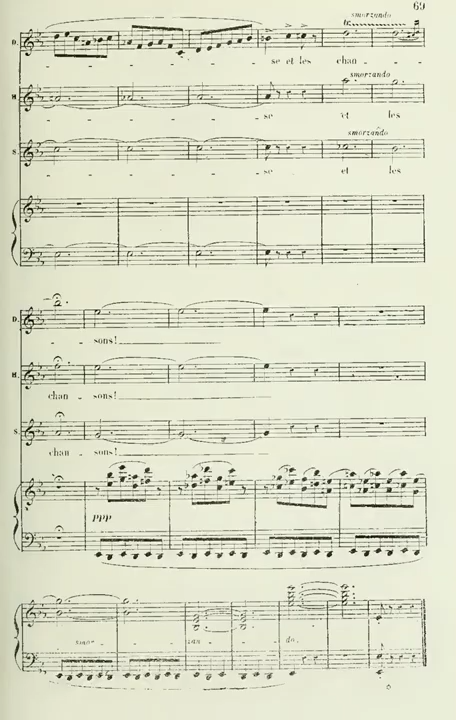 69
smorzando
tr
D.
- - - - - se et les chan -
smorzando
H
- - - - - se et les
smorzando
S.
- - - - - se et les
D.
- - sons!
H.
chan - sons!
S.
chan - sons!
ppp
smor - zan - do.